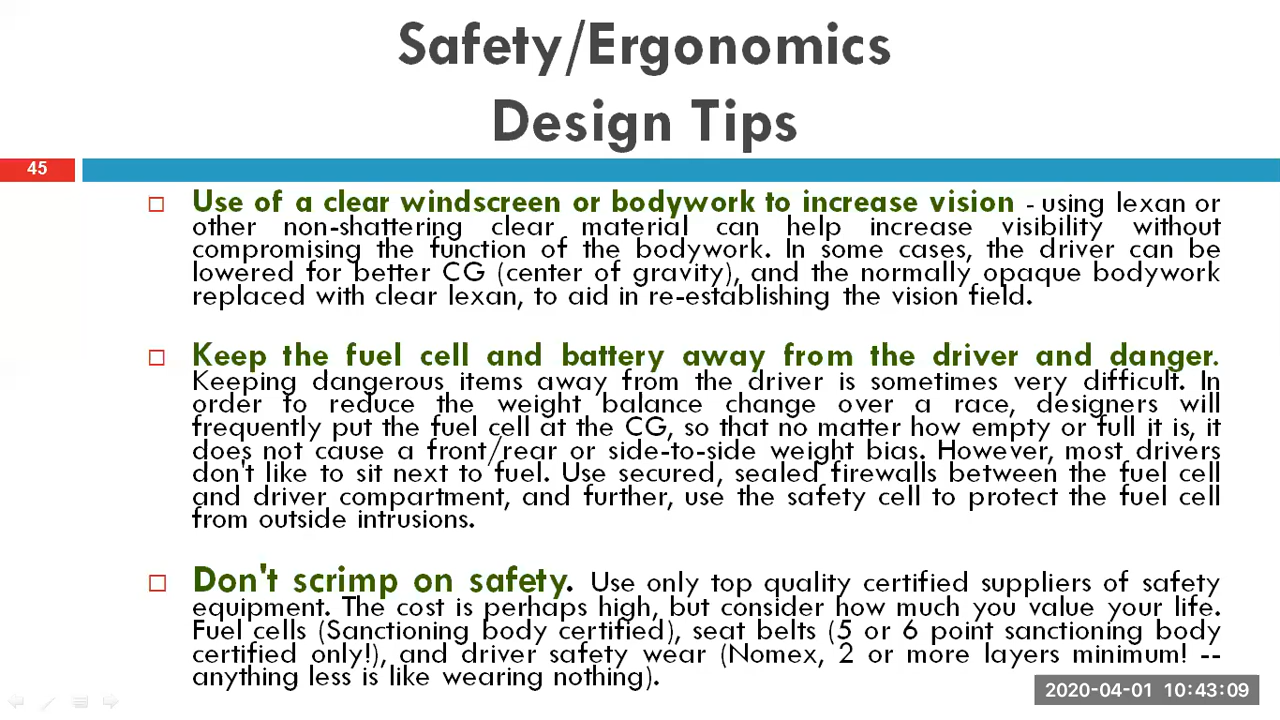 Safety/Ergonomics
Design Tips
45
Use of a clear windscreen or bodywork to increase vision - using lexan or
other non-shattering clear material can help increase visibility without
compromising the function of the bodywork. In some cases, the driver can be
lowered for better CG (center of gravity), and the normally opaque bodywork
replaced with clear lexan, to aid in re-establishing the vision field.
Keep the fuel cell and battery away from the driver and danger.
Keeping dangerous items away from the driver is sometimes very difficult. In
order to reduce the weight balance change over a race, designers will
frequently put the fuel cell at the CG, so that no matter how empty or full it is, it
does not cause a front/rear or side-to-side weight bias. However, most drivers
don't like to sit next to fuel. Use secured, sealed firewalls between the fuel cell
and driver compartment, and further, use the safety cell to protect the fuel cell
from outside intrusions.
Don't scrimp on safety. Use only top quality certified suppliers of safety
equipment. The cost is perhaps high, but consider how much you value your life.
Fuel cells (Sanctioning body certified), seat belts (5 or 6 point sanctioning body
certified only!), and driver safety wear (Nomex, 2 or more layers minimum! --
anything less is like wearing nothing).
2020-04-01 10:43:09